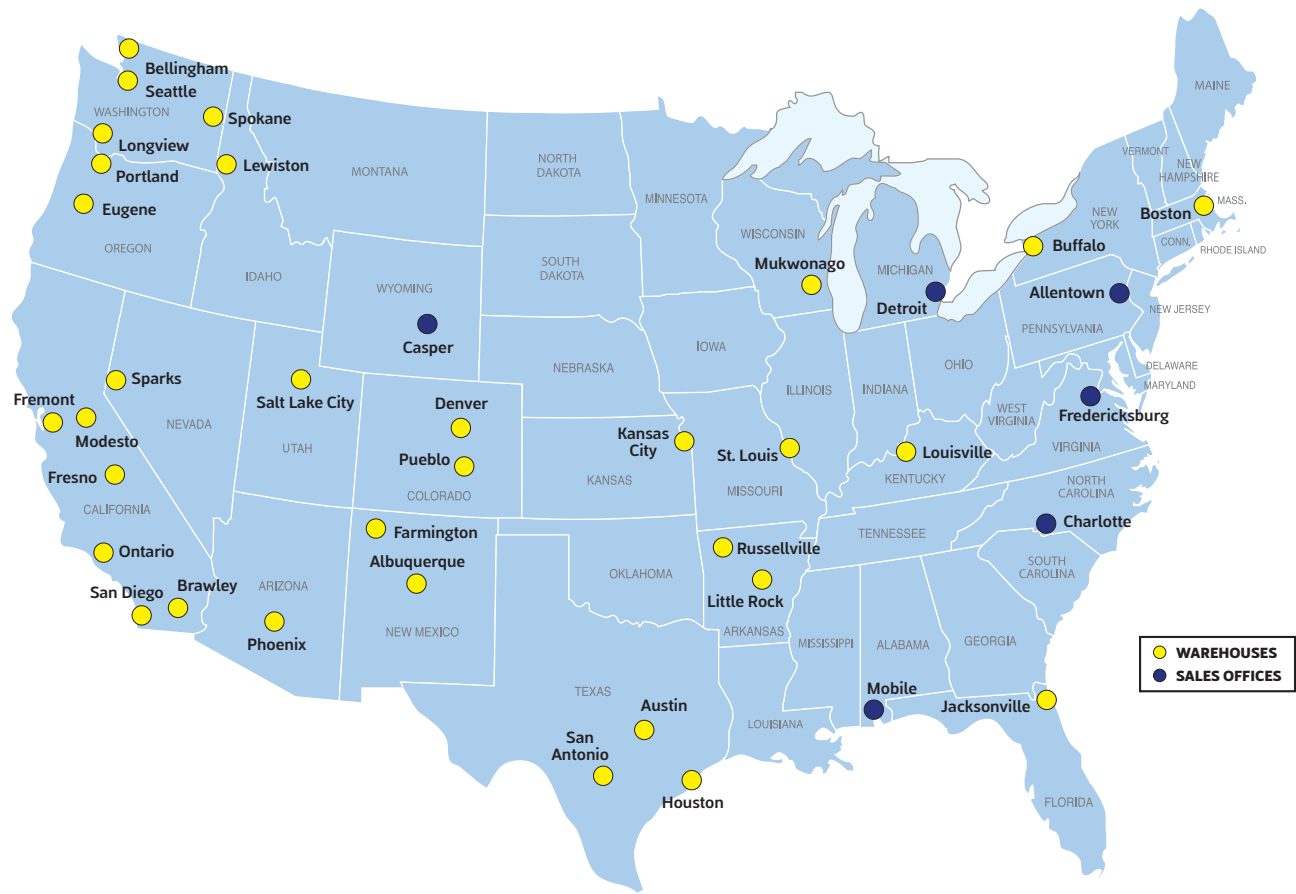 Bellingham
Seattle
WASHINGTON
Spokane
Longview
Portland
Lewiston
Eugene
OREGON
IDAHO
MONTANA
NORTH
DAKOTA
MINNESOTA
SOUTH
DAKOTA
WYOMING
Casper
WISCONSIN
Mukwonago
MICHIGAN
Detroit
MAINE
VERMONT
NEW
HAMPSHIRE
NEW
YORK
Boston
MASS.
CONN.
RHODE ISLAND
Buffalo
Allentown
PENNSYLVANIA
NEW JERSEY
DELAWARE
MARYLAND
Sparks
Fremont
Modesto
NEVADA
Fresno
CALIFORNIA
Salt Lake City
UTAH
Denver
Pueblo
COLORADO
NEBRASKA
IOWA
ILLINOIS
INDIANA
OHIO
WEST
VIRGINIA
Fredericksburg
VIRGINIA
Kansas
City
KANSAS
St. Louis
MISSOURI
Louisville
KENTUCKY
NORTH
CAROLINA
Charlotte
TENNESSEE
SOUTH
CAROLINA
Ontario
San Diego
Brawley
ARIZONA
Phoenix
Farmington
Albuquerque
NEW MEXICO
OKLAHOMA
Russellville
Little Rock
ARKANSAS
MISSISSIPPI
ALABAMA
GEORGIA
Mobile
Jacksonville
TEXAS
Austin
San
Antonio
Houston
LOUISIANA
FLORIDA
WAREHOUSES
SALES OFFICES